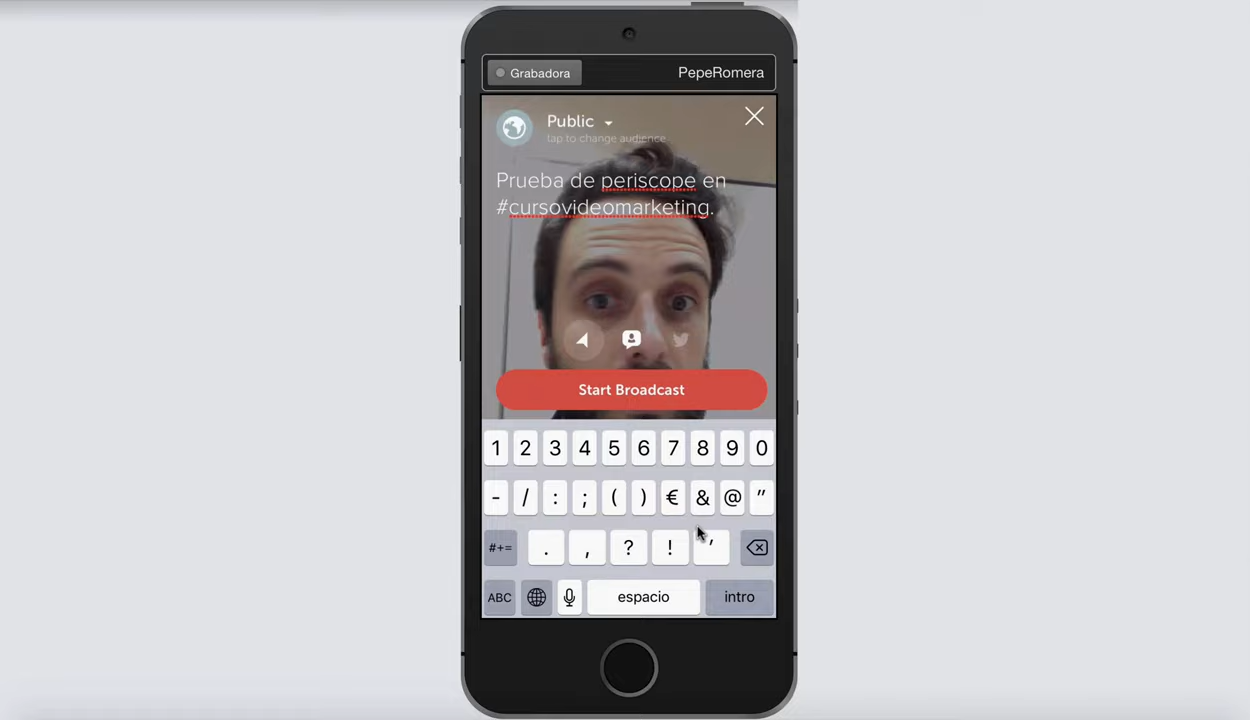 Grabadora PepeRomera
Public
tap to change audience
Prueba de periscope en
#cursovideomarketing.
Start Broadcast
1 2 3 4 5 6 7 8 9 0
- / : ; ( ) € & @ "
#+= . , ? ! '
ABC espacio intro